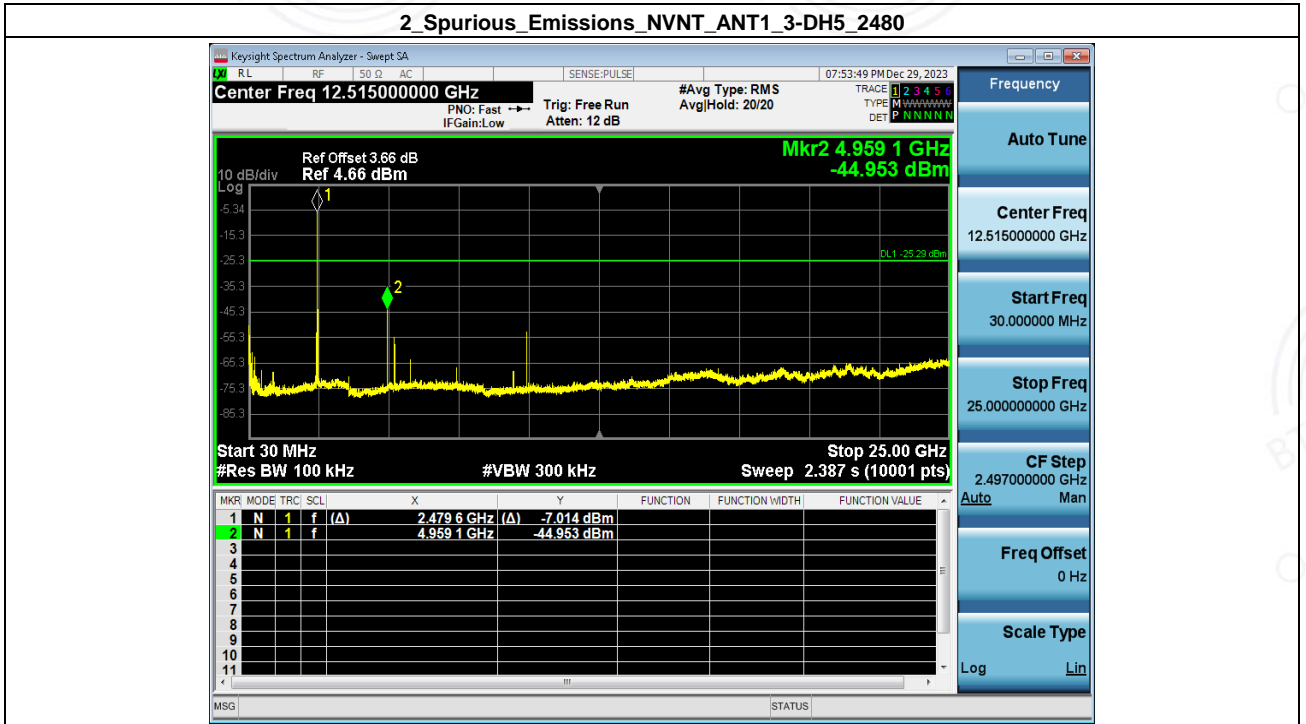 2_Spurious_Emissions_NVNT_ANT1_3-DH5_2480
Keysight Spectrum Analyzer - Swept SA
LXI RL RF 50 Ω AC SENSE:PULSE 07:53:49 PM Dec 29, 2023
Center Freq 12.515000000 GHz
PNO: Fast
IFGain:Low
Trig: Free Run
Atten: 12 dB
#Avg Type: RMS
Avg|Hold: 20/20
TRACE 1 2 3 4 5 6
TYPE M WWWWW
DET P N N N N N
Frequency
Auto Tune
Center Freq
12.515000000 GHz
Start Freq
30.000000 MHz
Stop Freq
25.000000000 GHz
CF Step
2.497000000 GHz
Auto Man
Freq Offset
0 Hz
Scale Type
Log Lin
Mkr2 4.959 1 GHz
-44.953 dBm
Ref Offset 3.66 dB
10 dB/div Ref 4.66 dBm
Log
1
-5.34
-15.3
DL1 -25.29 dBm
-25.3
2
-35.3
-45.3
-55.3
-65.3
-75.3
-85.3
Start 30 MHz Stop 25.00 GHz
#Res BW 100 kHz #VBW 300 kHz Sweep 2.387 s (10001 pts)
MKR MODE TRC SCL X Y FUNCTION FUNCTION WIDTH FUNCTION VALUE
1 N 1 f (Δ) 2.479 6 GHz (Δ) -7.014 dBm
2 N 1 f 4.959 1 GHz -44.953 dBm
3
4
5
6
7
8
9
10
11
MSG STATUS